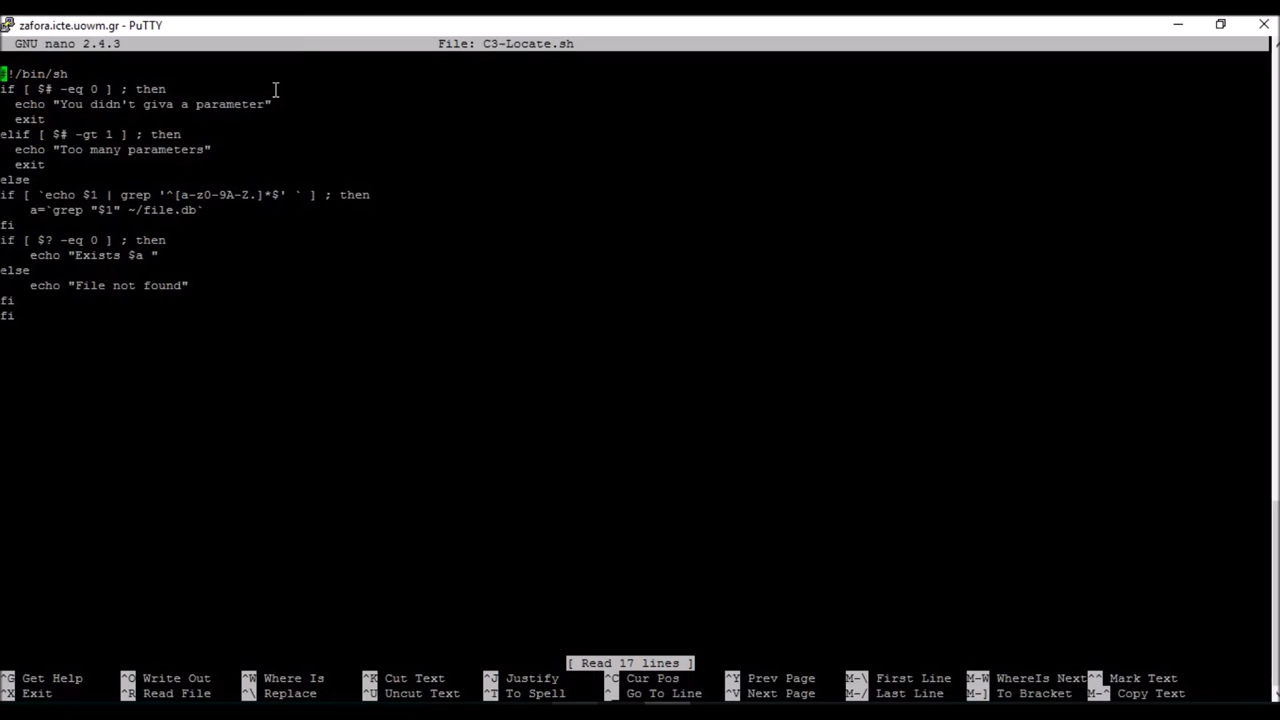 zafora.icte.uowm.gr - PuTTY
GNU nano 2.4.3 File: C3-Locate.sh
#!/bin/sh
if [ $# -eq 0 ] ; then
  echo "You didn't giva a parameter"
  exit
elif [ $# -gt 1 ] ; then
  echo "Too many parameters"
  exit
else
if [ `echo $1 | grep '^[a-z0-9A-Z.]*$' ` ] ; then
    a=`grep "$1" ~/file.db`
fi
if [ $? -eq 0 ] ; then
    echo "Exists $a "
else
    echo "File not found"
fi
fi
[ Read 17 lines ]
^G Get Help ^O Write Out ^W Where Is ^K Cut Text ^J Justify ^C Cur Pos ^Y Prev Page M-\ First Line M-W WhereIs Next ^^ Mark Text
^X Exit ^R Read File ^\ Replace ^U Uncut Text ^T To Spell ^_ Go To Line ^V Next Page M-/ Last Line M-] To Bracket M-^ Copy Text